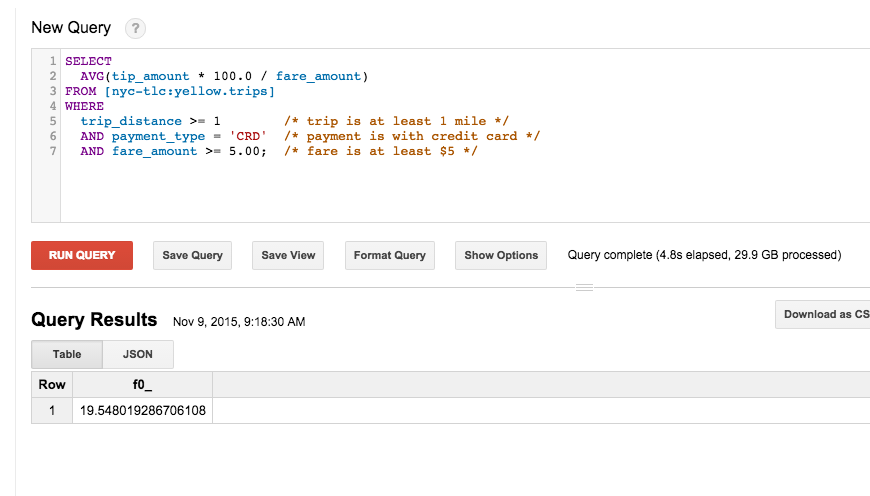 New Query ?
1 SELECT
2 AVG(tip_amount * 100.0 / fare_amount)
3 FROM [nyc-tlc:yellow.trips]
4 WHERE
5 trip_distance >= 1 /* trip is at least 1 mile */
6 AND payment_type = 'CRD' /* payment is with credit card */
7 AND fare_amount >= 5.00; /* fare is at least $5 */
RUN QUERY Save Query Save View Format Query Show Options Query complete (4.8s elapsed, 29.9 GB processed)
Query Results Nov 9, 2015, 9:18:30 AM Download as CS
Table JSON
Row f0_
1 19.548019286706108